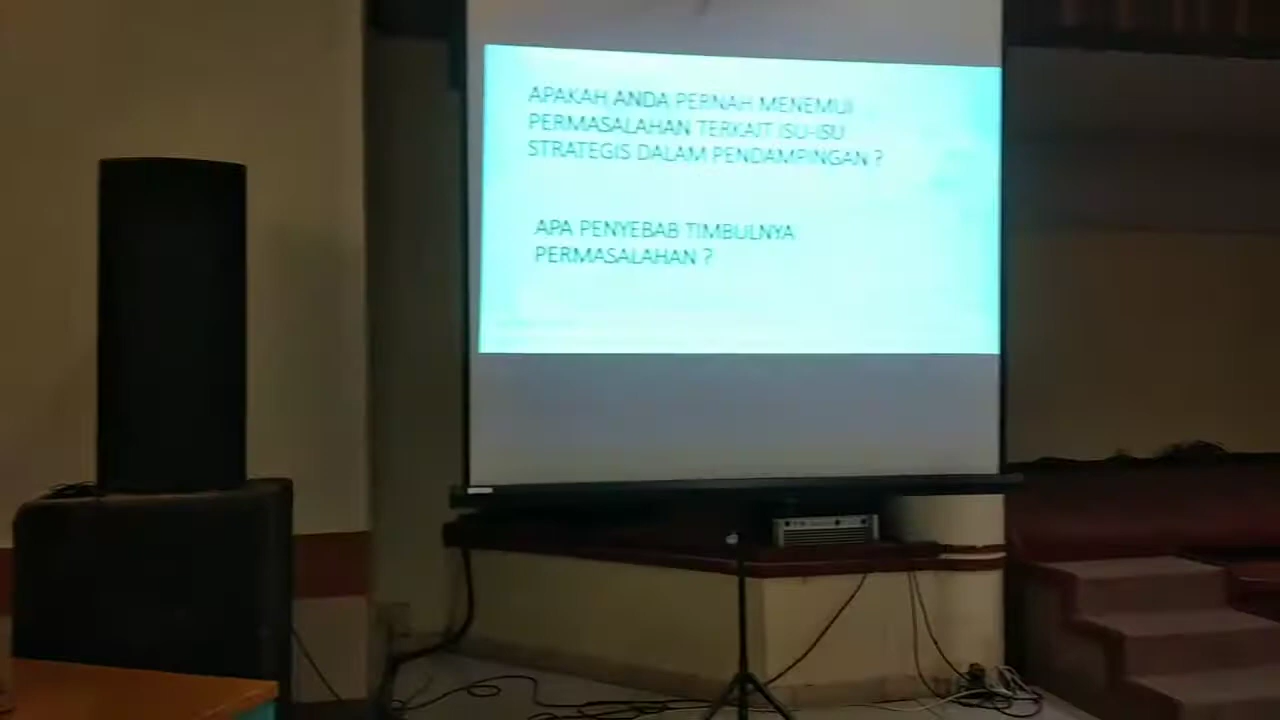 APAKAH ANDA PERNAH MENEMUI
PERMASALAHAN TERKAIT ISU-ISU
STRATEGIS DALAM PENDAMPINGAN ?
APA PENYEBAB TIMBULNYA
PERMASALAHAN ?